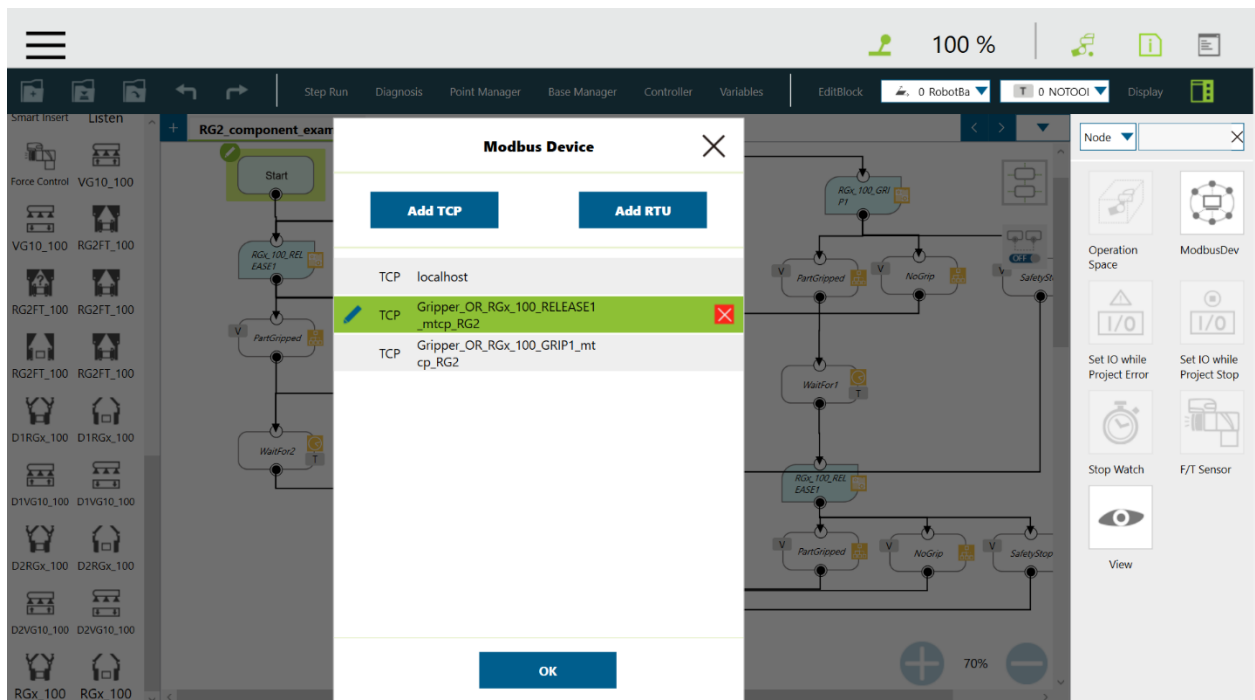 100 %
Step Run
Diagnosis
Point Manager
Base Manager
Controller
Variables
EditBlock
0 RobotBa
T 0 NOTOOl
Display
Smart Insert
Listen
+
RG2_component_exam
Force Control
VG10_100
VG10_100
RG2FT_100
RG2FT_100
RG2FT_100
RG2FT_100
RG2FT_100
D1RGx_100
D1RGx_100
D1VG10_100
D1VG10_100
D2RGx_100
D2RGx_100
D2VG10_100
D2VG10_100
RGx_100
RGx_100
Start
RGx_100_REL
EASE1
V
PartGripped
WaitFor2
T
Modbus Device
Add TCP
Add RTU
TCP
localhost
TCP
Gripper_OR_RGx_100_RELEASE1
_mtcp_RG2
TCP
Gripper_OR_RGx_100_GRIP1_mt
cp_RG2
OK
RGx_100_GRI
P1
OFF
V
PartGripped
V
NoGrip
V
SafetySt
WaitFor1
T
RGx_100_REL
EASE1
V
PartGripped
V
NoGrip
V
SafetyStop
70%
Node
Operation
Space
ModbusDev
I/O
I/O
Set IO while
Project Error
Set IO while
Project Stop
Stop Watch
F/T Sensor
View